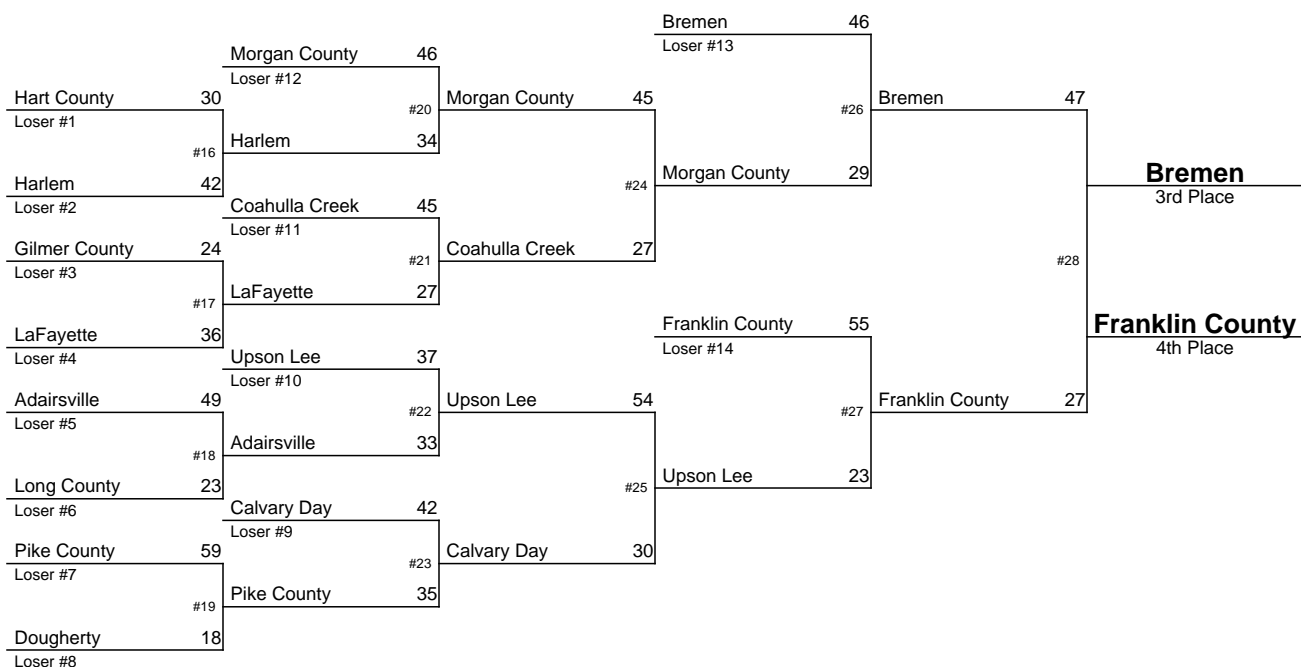 Bremen 46
Loser #13
Morgan County 46
Loser #12
Hart County 30
Loser #1
#20
Morgan County 45
#26
Bremen 47
#16
Harlem 34
Harlem 42
Loser #2
#24
Morgan County 29
Bremen
3rd Place
Coahulla Creek 45
Loser #11
Gilmer County 24
Loser #3
#21
Coahulla Creek 27
#28
#17
LaFayette 27
LaFayette 36
Loser #4
Franklin County 55
Loser #14
Franklin County
4th Place
Upson Lee 37
Loser #10
Adairsville 49
Loser #5
#22
Upson Lee 54
#27
Franklin County 27
#18
Adairsville 33
Long County 23
Loser #6
#25
Upson Lee 23
Calvary Day 42
Loser #9
Pike County 59
Loser #7
#23
Calvary Day 30
#19
Pike County 35
Dougherty 18
Loser #8